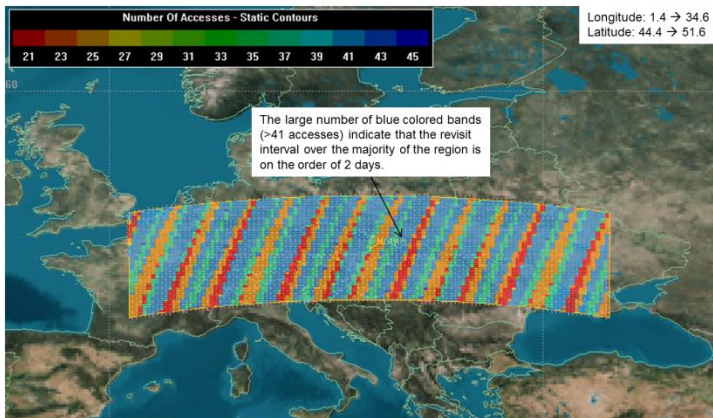 Number Of Accesses - Static Contours
21 23 25 27 29 31 33 35 37 39 41 43 45
Longitude: 1.4 → 34.6
Latitude: 44.4 → 51.6
60
The large number of blue colored bands
(>41 accesses) indicate that the revisit
interval over the majority of the region is
on the order of 2 days.